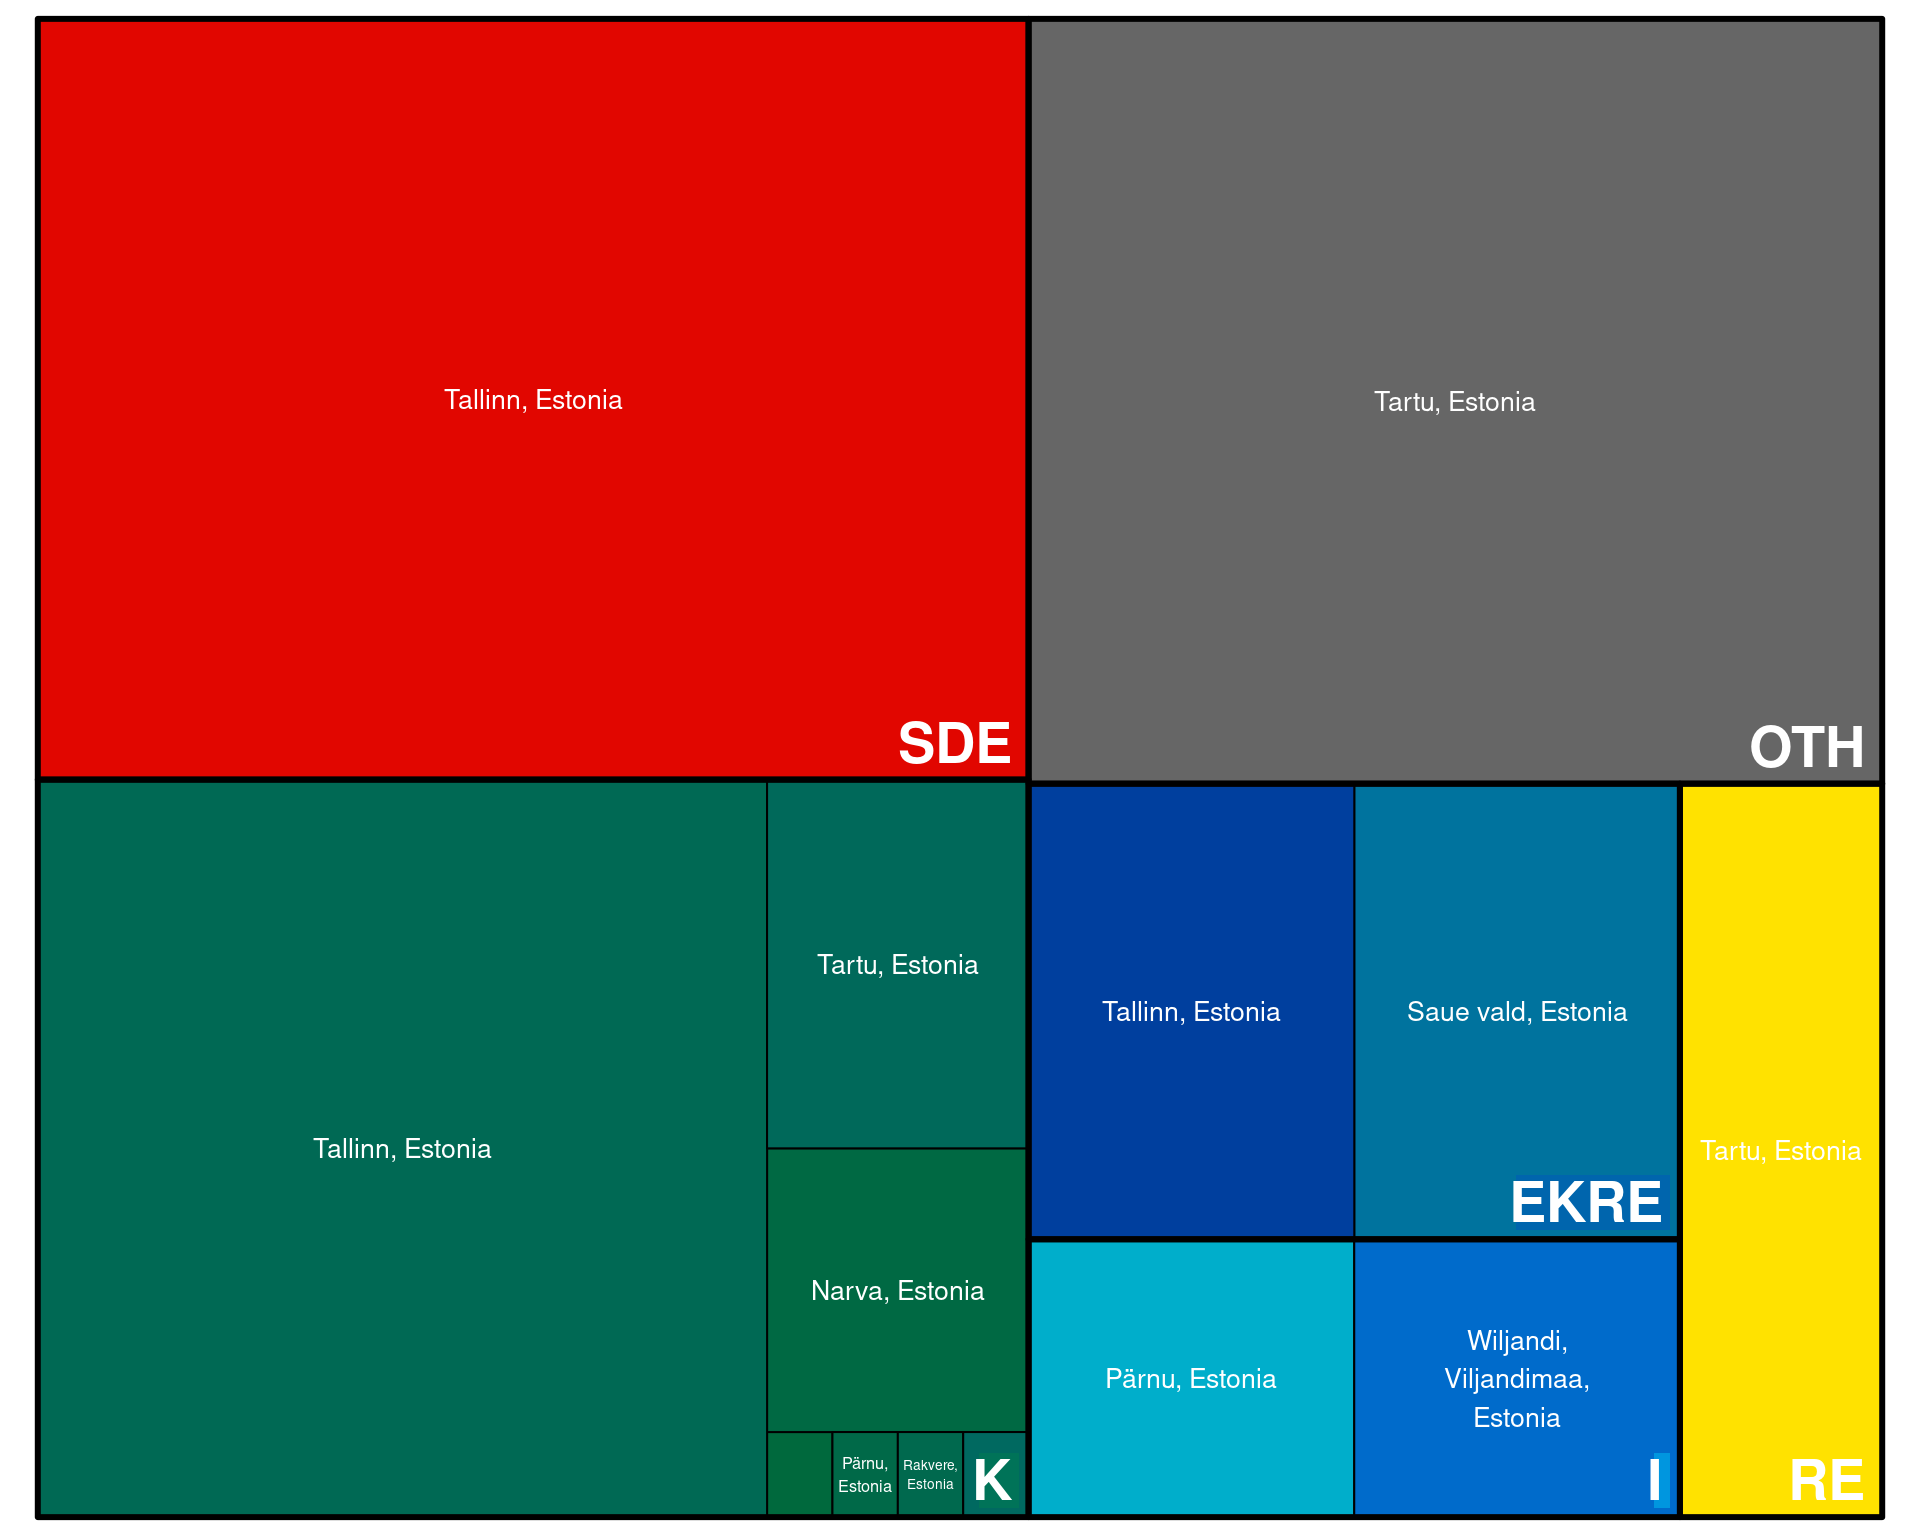 Tallinn, Estonia
SDE
Tartu, Estonia
OTH
Tallinn, Estonia
Tartu, Estonia
Narva, Estonia
Pärnu,
Estonia
Rakvere,
Estonia
K
Tallinn, Estonia
Saue vald, Estonia
EKRE
Pärnu, Estonia
Wiljandi,
Viljandimaa,
Estonia
I
Tartu, Estonia
RE